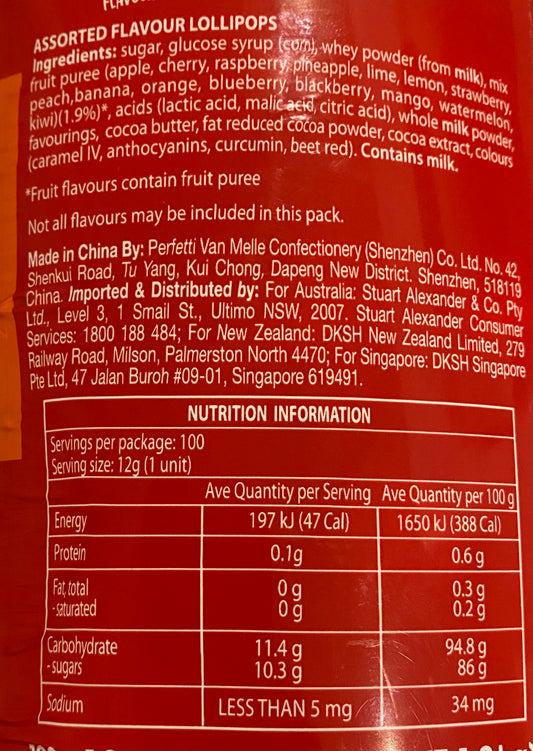 ASSORTED FLAVOUR LOLLIPOPS
Ingredients: sugar, glucose syrup (corn), whey powder (from milk), mix
fruit puree (apple, cherry, raspberry, pineapple, lime, lemon, strawberry,
peach,banana, orange, blueberry, blackberry, mango, watermelon,
kiwi)(1.9%)*, acids (lactic acid, malic acid, citric acid), whole milk powder,
favourings, cocoa butter, fat reduced cocoa powder, cocoa extract, colours
(caramel IV, anthocyanins, curcumin, beet red). Contains milk.
*Fruit flavours contain fruit puree
Not all flavours may be included in this pack.
Made in China By: Perfetti Van Melle Confectionery (Shenzhen) Co. Ltd. No. 42,
Shenkui Road, Tu Yang, Kui Chong, Dapeng New District. Shenzhen, 518119
China. Imported & Distributed by: For Australia: Stuart Alexander & Co. Pty
Ltd., Level 3, 1 Smail St., Ultimo NSW, 2007. Stuart Alexander Consumer
Services: 1800 188 484; For New Zealand: DKSH New Zealand Limited, 279
Railway Road, Milson, Palmerston North 4470; For Singapore: DKSH Singapore
Pte Ltd, 47 Jalan Buroh #09-01, Singapore 619491.
NUTRITION INFORMATION
Servings per package: 100
Serving size: 12g (1 unit)
Ave Quantity per Serving Ave Quantity per 100 g
Energy 197 kJ (47 Cal) 1650 kJ (388 Cal)
Protein 0.1g 0.6 g
Fat, total 0 g 0.3 g
- saturated 0 g 0.2 g
Carbohydrate 11.4 g 94.8 g
- sugars 10.3 g 86 g
Sodium LESS THAN 5 mg 34 mg